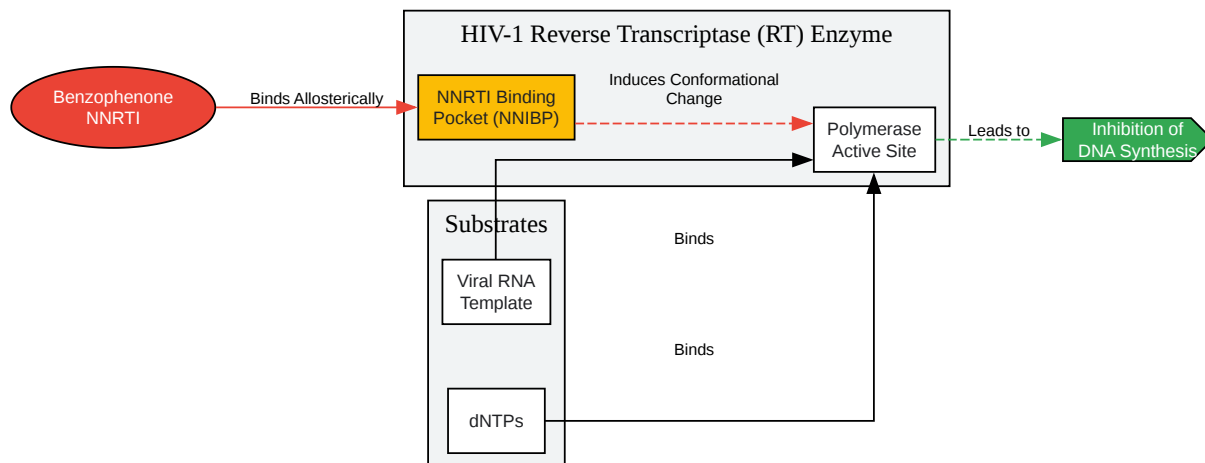 HIV-1 Reverse Transcriptase (RT) Enzyme
Benzophenone
NNRTI
Binds Allosterically
NNRTI Binding
Pocket (NNIBP)
Induces Conformational
Change
Polymerase
Active Site
Leads to
Inhibition of
DNA Synthesis
Substrates
Viral RNA
Template
Binds
Binds
dNTPs